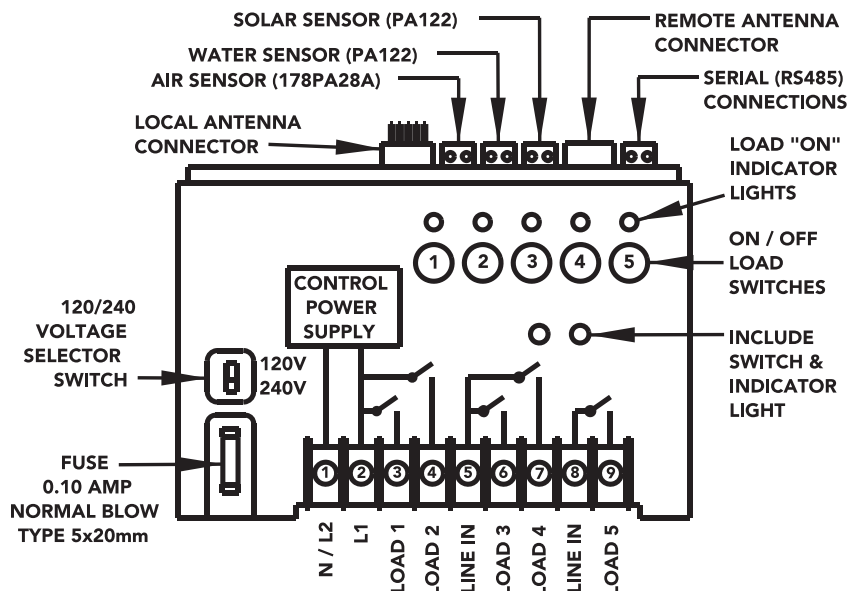 SOLAR SENSOR (PA122)
REMOTE ANTENNA
CONNECTOR
WATER SENSOR (PA122)
AIR SENSOR (178PA28A)
SERIAL (RS485)
CONNECTIONS
LOCAL ANTENNA
CONNECTOR
LOAD "ON"
INDICATOR
LIGHTS
1 2 3 4 5
ON / OFF
LOAD
SWITCHES
CONTROL
POWER
SUPPLY
120/240
VOLTAGE
SELECTOR
SWITCH
120V
240V
INCLUDE
SWITCH &
INDICATOR
LIGHT
FUSE
0.10 AMP
NORMAL BLOW
TYPE 5x20mm
1 2 3 4 5 6 7 8 9
N / L2
L1
LOAD 1
LOAD 2
LINE IN
LOAD 3
LOAD 4
LINE IN
LOAD 5